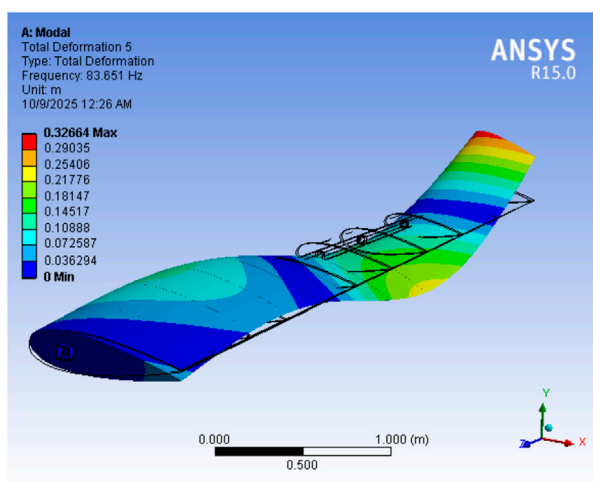 A: Modal
Total Deformation 5
Type: Total Deformation
Frequency: 83.651 Hz
Unit: m
10/9/2025 12:26 AM
ANSYS
R15.0
0.32664 Max
0.29035
0.25406
0.21776
0.18147
0.14517
0.10888
0.072587
0.036294
0 Min
Y
Z
X
0.000
1.000 (m)
0.500